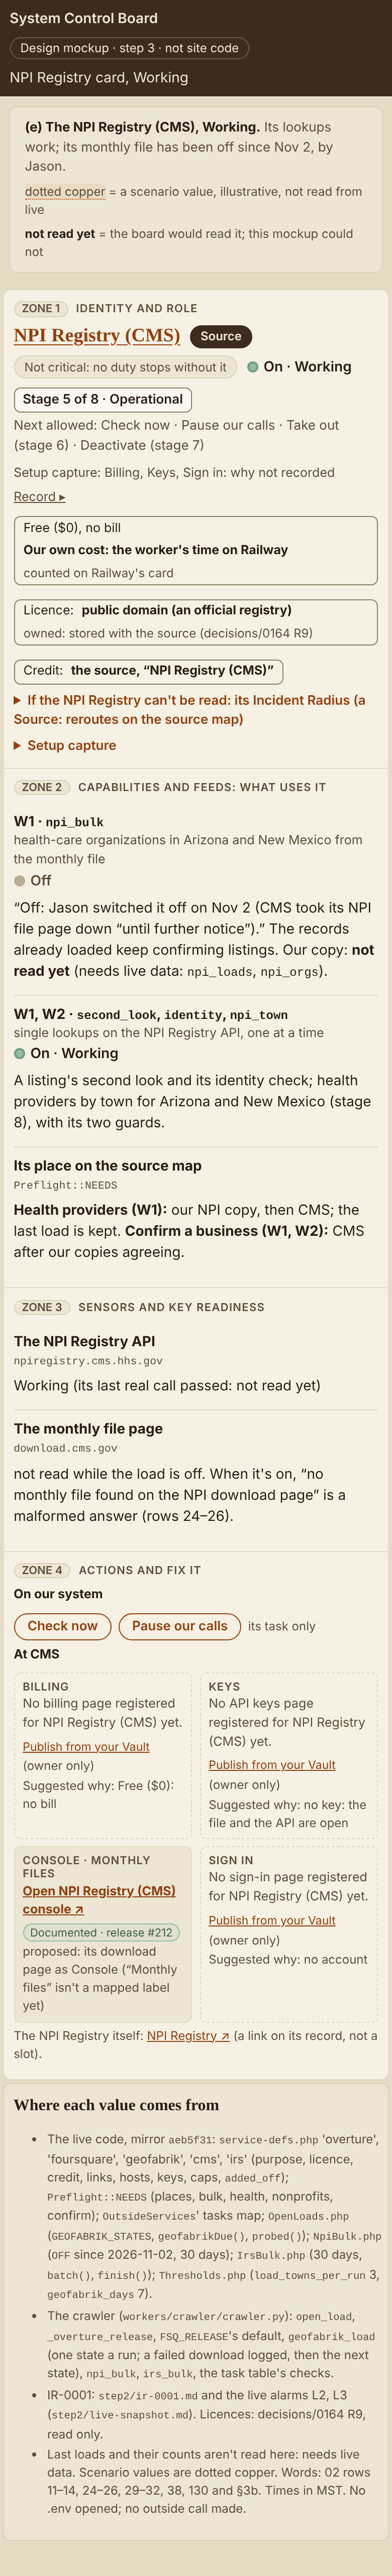 System Control Board
Design mockup · step 3 · not site code
NPI Registry card, Working
(e) The NPI Registry (CMS), Working. Its lookups
work; its monthly file has been off since Nov 2, by
Jason.
dotted copper = a scenario value, illustrative, not read from
live
not read yet = the board would read it; this mockup could
not
ZONE 1 IDENTITY AND ROLE
NPI Registry (CMS) Source
Not critical: no duty stops without it On · Working
Stage 5 of 8 · Operational
Next allowed: Check now · Pause our calls · Take out
(stage 6) · Deactivate (stage 7)
Setup capture: Billing, Keys, Sign in: why not recorded
Record ▸
Free ($0), no bill
Our own cost: the worker's time on Railway
counted on Railway's card
Licence: public domain (an official registry)
owned: stored with the source (decisions/0164 R9)
Credit: the source, “NPI Registry (CMS)”
▶ If the NPI Registry can't be read: its Incident Radius (a
Source: reroutes on the source map)
▶ Setup capture
ZONE 2 CAPABILITIES AND FEEDS: WHAT USES IT
W1 · npi_bulk
health-care organizations in Arizona and New Mexico from
the monthly file
Off
“Off: Jason switched it off on Nov 2 (CMS took its NPI
file page down “until further notice”).” The records
already loaded keep confirming listings. Our copy: not
read yet (needs live data: npi_loads, npi_orgs).
W1, W2 · second_look, identity, npi_town
single lookups on the NPI Registry API, one at a time
On · Working
A listing's second look and its identity check; health
providers by town for Arizona and New Mexico (stage
8), with its two guards.
Its place on the source map
Preflight::NEEDS
Health providers (W1): our NPI copy, then CMS; the
last load is kept. Confirm a business (W1, W2): CMS
after our copies agreeing.
ZONE 3 SENSORS AND KEY READINESS
The NPI Registry API
npiregistry.cms.hhs.gov
Working (its last real call passed: not read yet)
The monthly file page
download.cms.gov
not read while the load is off. When it's on, “no
monthly file found on the NPI download page” is a
malformed answer (rows 24–26).
ZONE 4 ACTIONS AND FIX IT
On our system
Check now Pause our calls its task only
At CMS
BILLING
No billing page registered
for NPI Registry (CMS) yet.
Publish from your Vault
(owner only)
Suggested why: Free ($0):
no bill
KEYS
No API keys page
registered for NPI Registry
(CMS) yet.
Publish from your Vault
(owner only)
Suggested why: no key: the
file and the API are open
CONSOLE · MONTHLY
FILES
Open NPI Registry (CMS)
console ↗
Documented · release #212
proposed: its download
page as Console (“Monthly
files” isn't a mapped label
yet)
SIGN IN
No sign-in page registered
for NPI Registry (CMS) yet.
Publish from your Vault
(owner only)
Suggested why: no account
The NPI Registry itself: NPI Registry ↗ (a link on its record, not a
slot).
Where each value comes from
• The live code, mirror aeb5f31: service-defs.php 'overture',
'foursquare', 'geofabrik', 'cms', 'irs' (purpose, licence,
credit, links, hosts, keys, caps, added_off);
Preflight::NEEDS (places, bulk, health, nonprofits,
confirm); OutsideServices' tasks map; OpenLoads.php
(GEOFABRIK_STATES, geofabrikDue(), probed()); NpiBulk.php
(OFF since 2026-11-02, 30 days); IrsBulk.php (30 days,
batch(), finish()); Thresholds.php (load_towns_per_run 3,
geofabrik_days 7).
• The crawler (workers/crawler/crawler.py): open_load,
_overture_release, FSQ_RELEASE's default, geofabrik_load
(one state a run; a failed download logged, then the next
state), npi_bulk, irs_bulk, the task table's checks.
• IR-0001: step2/ir-0001.md and the live alarms L2, L3
(step2/live-snapshot.md). Licences: decisions/0164 R9,
read only.
• Last loads and their counts aren't read here: needs live
data. Scenario values are dotted copper. Words: 02 rows
11–14, 24–26, 29–32, 38, 130 and §3b. Times in MST. No
.env opened; no outside call made.